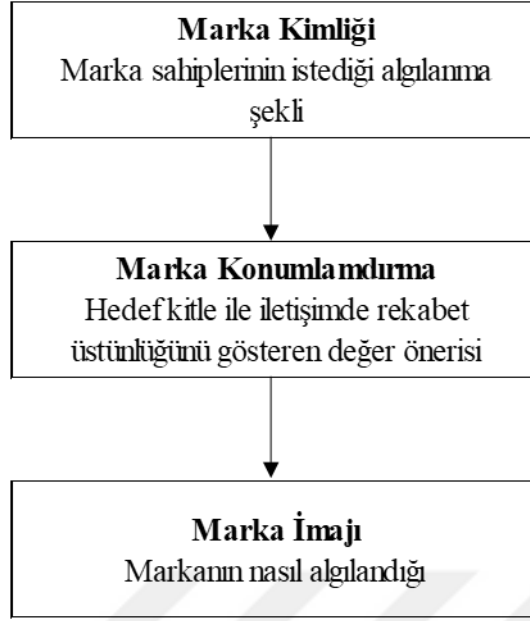 Marka Kimliği
Marka sahiplerinin istediği algılanma
şekli
Marka Konumlamdırma
Hedef kitle ile iletişimde rekabet
üstünlüğünü gösteren değer önerisi
Marka İmajı
Markanın nasıl algılandığı